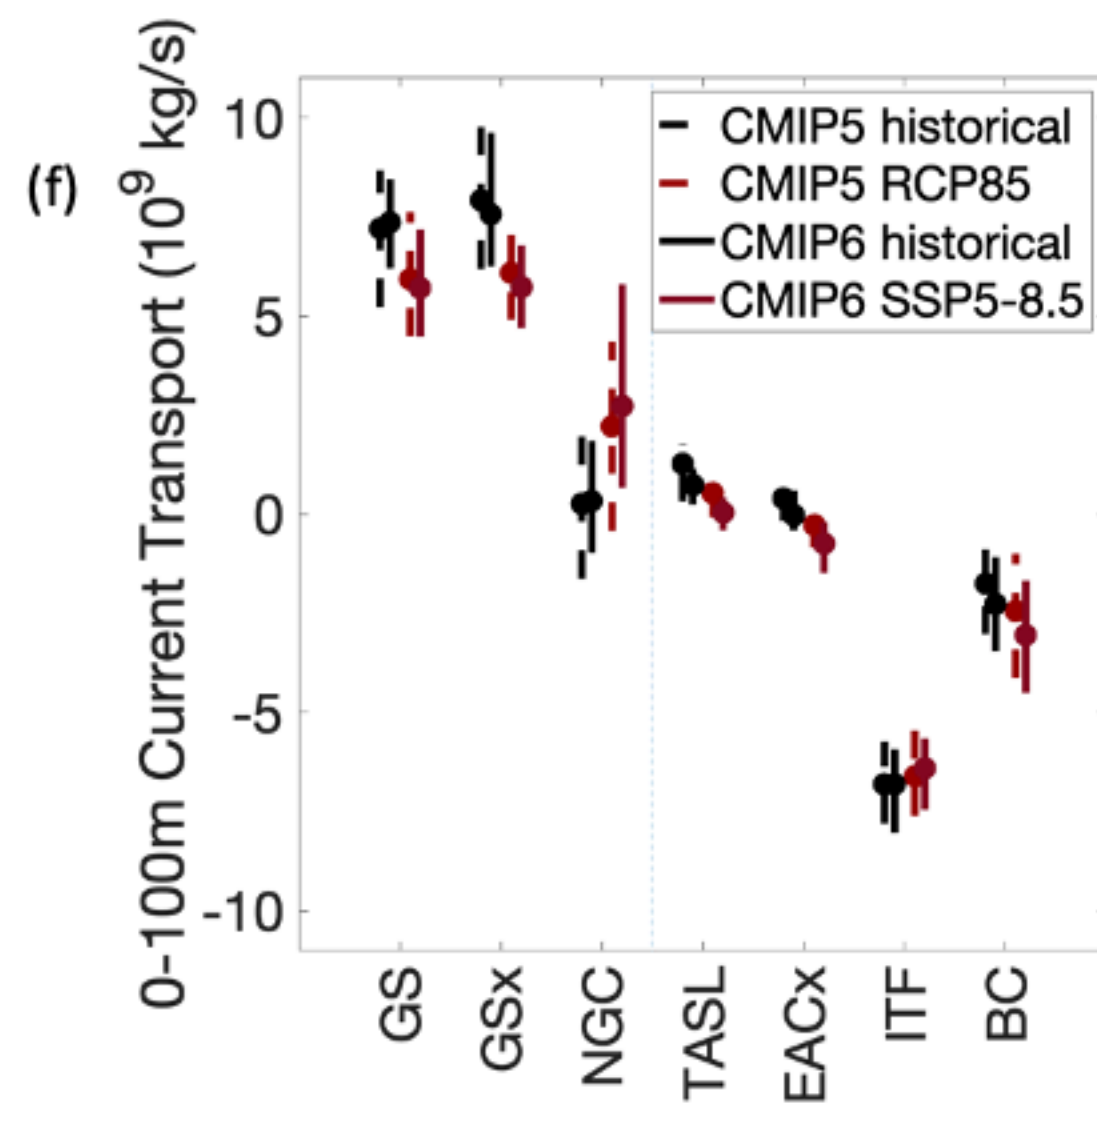 (f)
0-100m Current Transport (10⁹ kg/s)
10
5
0
-5
-10
CMIP5 historical
CMIP5 RCP85
CMIP6 historical
CMIP6 SSP5-8.5
GS
GSx
NGC
TASL
EACx
ITF
BC